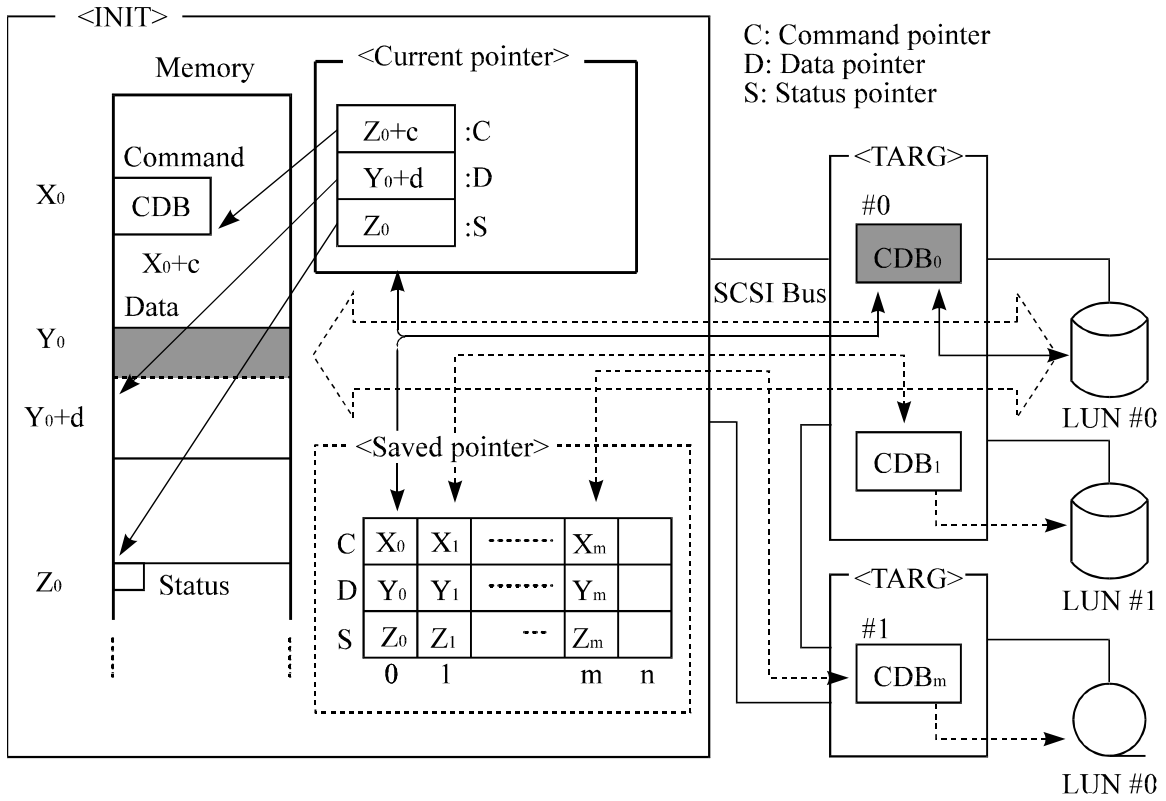 <INIT>
C: Command pointer
D: Data pointer
S: Status pointer
<Current pointer>
Memory
Z₀+c :C
Y₀+d :D
Z₀ :S
Command
X₀
CDB
X₀+c
Data
Y₀
Y₀+d
Z₀
Status
SCSI Bus
<TARG>
#0
CDB₀
LUN #0
CDB₁
LUN #1
<Saved pointer>
C X₀ X₁ ........ Xₘ
D Y₀ Y₁ ........ Yₘ
S Z₀ Z₁ ... Zₘ
0 1 m n
<TARG>
#1
CDBₘ
LUN #0